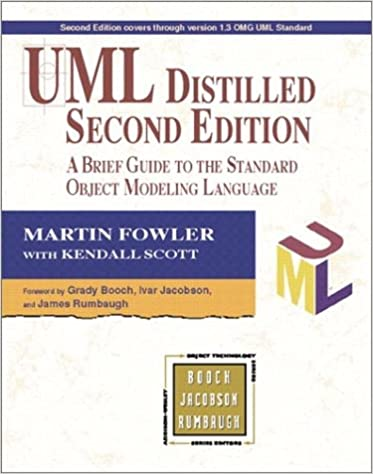 Second Edition covers through version 1.3 OMG UML Standard
UML DISTILLED
SECOND EDITION
A BRIEF GUIDE TO THE STANDARD
OBJECT MODELING LANGUAGE
MARTIN FOWLER
WITH KENDALL SCOTT
Foreword by Grady Booch, Ivar Jacobson,
and James Rumbaugh
UML
OBJECT TECHNOLOGY
ADDISON-WESLEY
BOOCH
JACOBSON
RUMBAUGH
SERIES
SERIES EDITORS